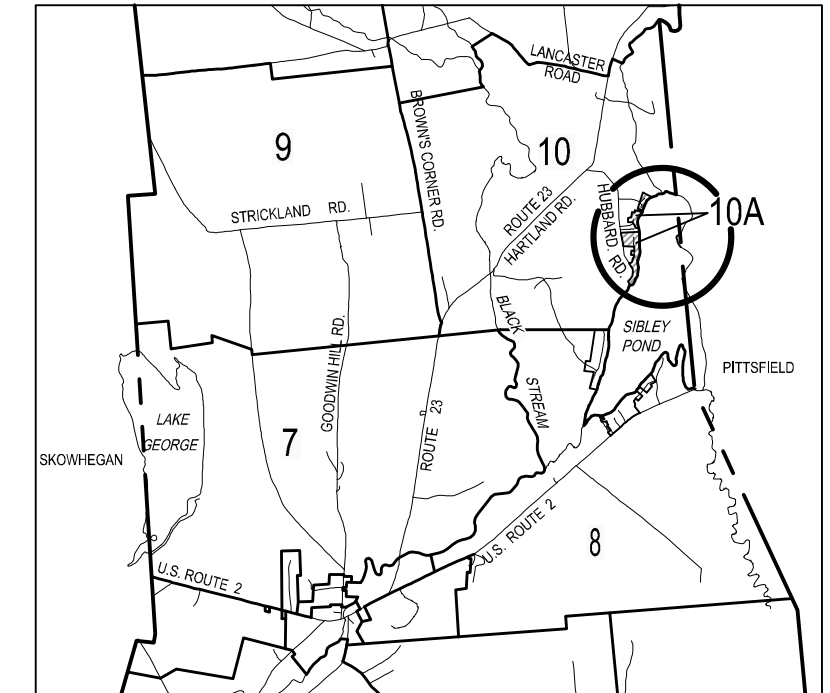 LANCASTER
ROAD
BROWN'S CORNER RD.
9
10
STRICKLAND RD.
ROUTE 23
HARTLAND RD.
HUBBARD. RD.
10A
BLACK
STREAM
SIBLEY
POND
PITTSFIELD
GOODWIN HILL RD.
ROUTE 23
LAKE
GEORGE
SKOWHEGAN
7
U.S. ROUTE 2
U.S. ROUTE 2
8